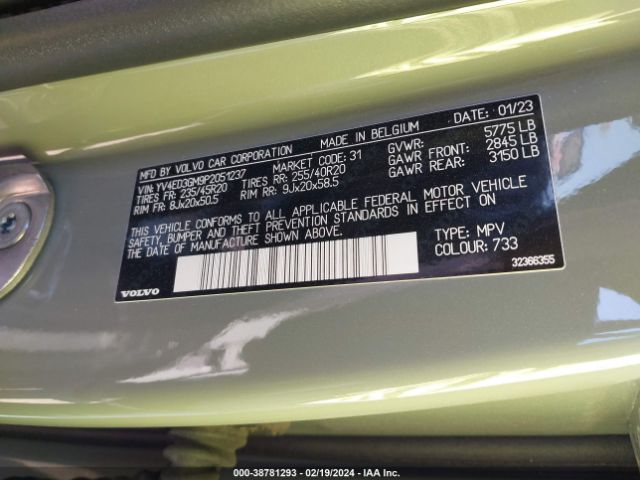 MFD BY VOLVO CAR CORPORATION MADE IN BELGIUM DATE: 01/23
VIN: YV4ED3GM9P2051237 MARKET CODE: 31 GVWR: 5775 LB
TIRES FR: 235/45R20 TIRES RR: 255/40R20 GAWR FRONT: 2845 LB
RIM FR: 8Jx20x50.5 RIM RR: 9Jx20x58.5 GAWR REAR: 3150 LB
THIS VEHICLE CONFORMS TO ALL APPLICABLE FEDERAL MOTOR VEHICLE
SAFETY, BUMPER AND THEFT PREVENTION STANDARDS IN EFFECT ON
THE DATE OF MANUFACTURE SHOWN ABOVE.
TYPE: MPV
COLOUR: 733
VOLVO
32366355
000-38781293 - 02/19/2024 - IAA Inc.